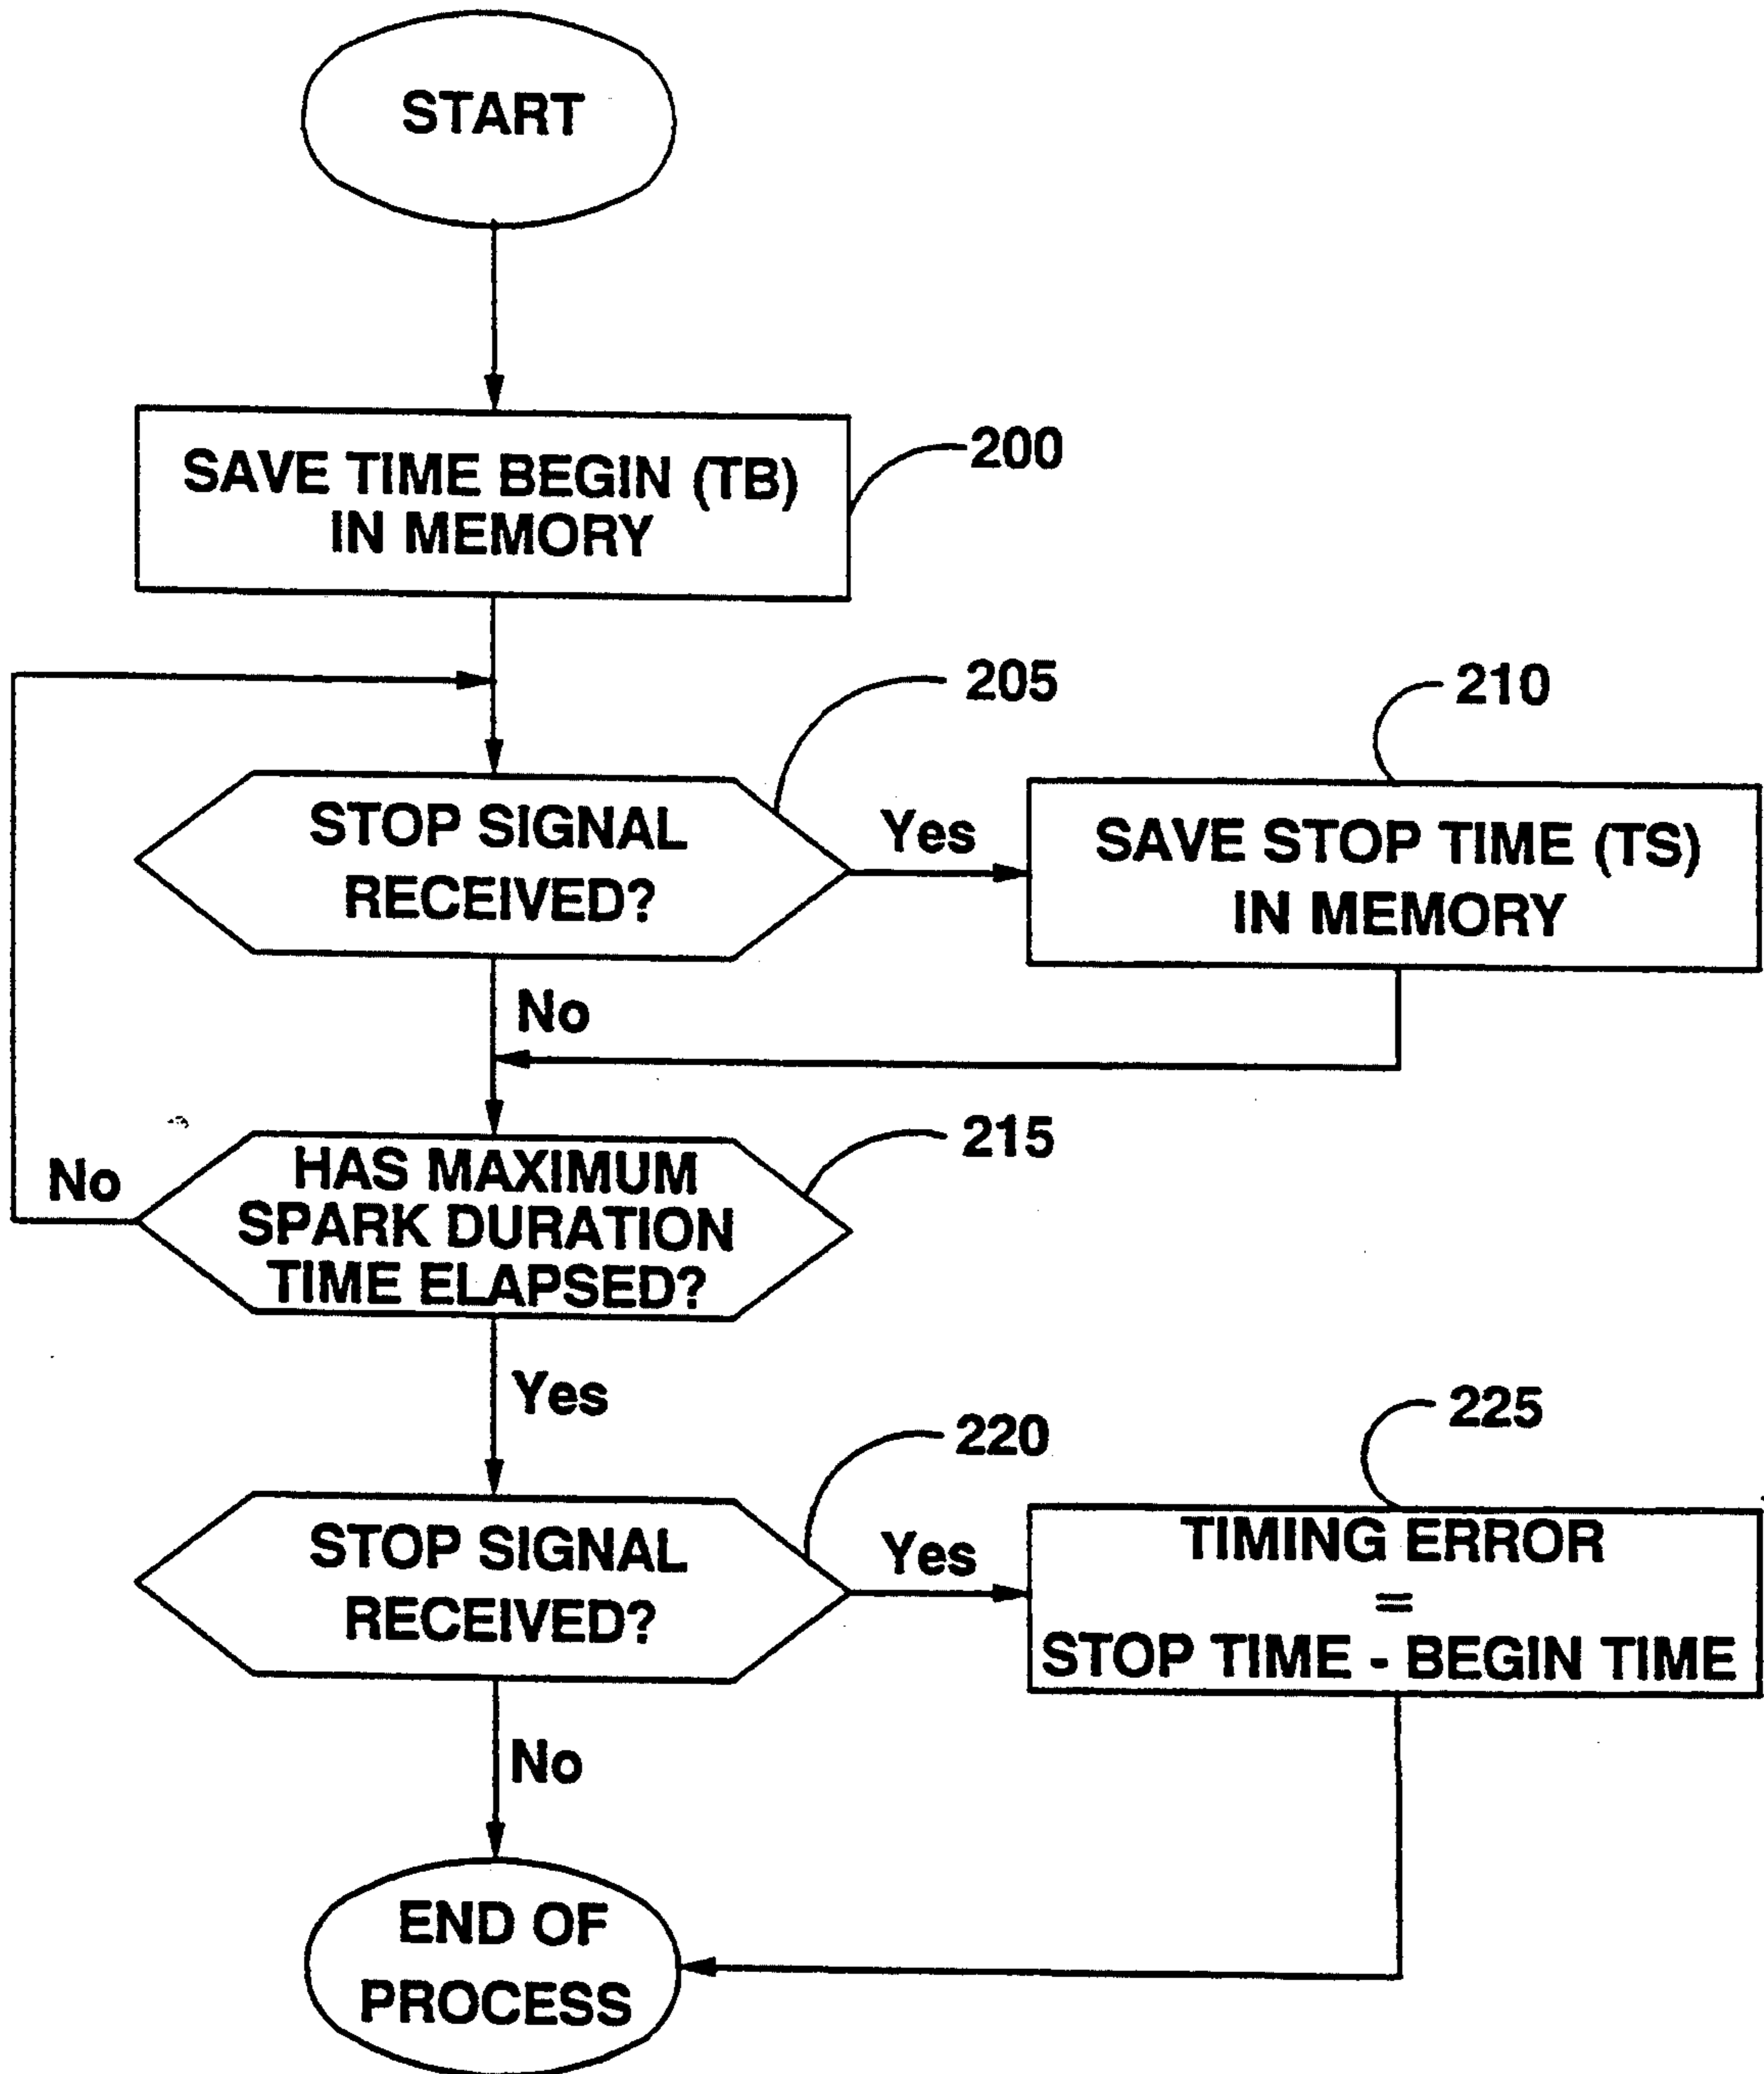 START
SAVE TIME BEGIN (TB)
IN MEMORY
200
205
210
STOP SIGNAL
RECEIVED?
Yes
SAVE STOP TIME (TS)
IN MEMORY
No
215
HAS MAXIMUM
SPARK DURATION
TIME ELAPSED?
No
Yes
220
225
STOP SIGNAL
RECEIVED?
Yes
TIMING ERROR
=
STOP TIME - BEGIN TIME
No
END OF
PROCESS